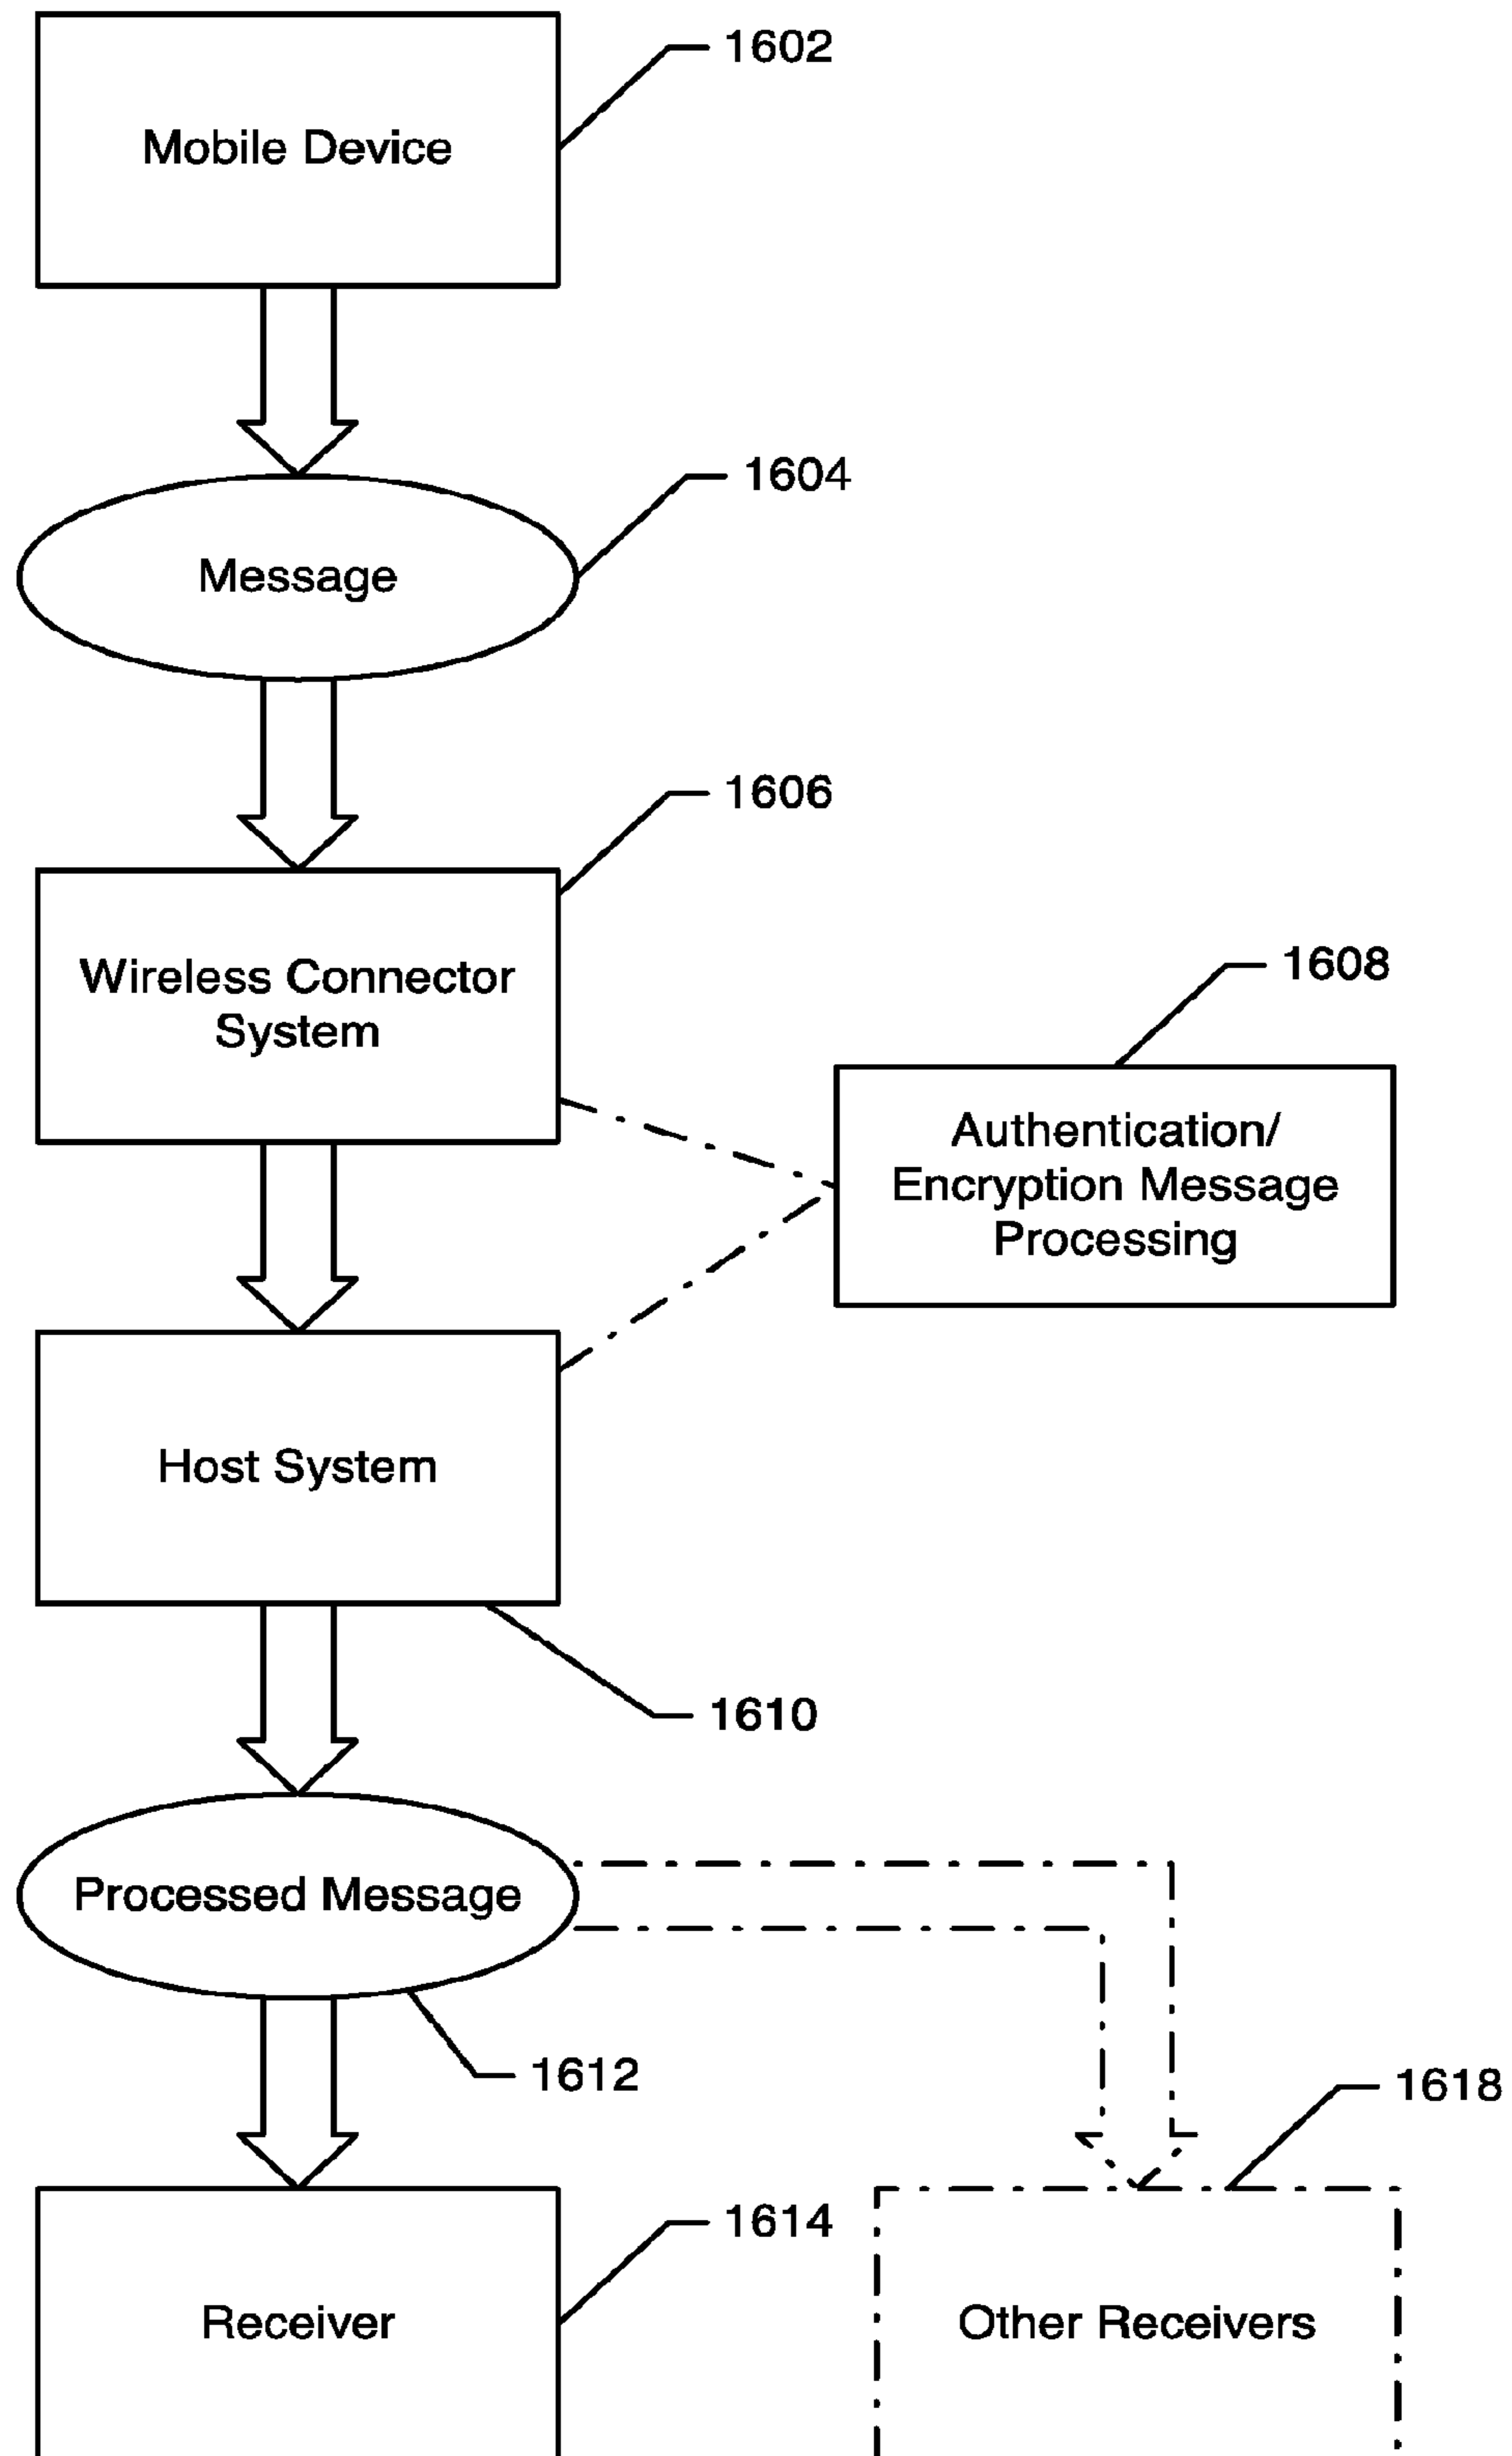 1602
Mobile Device
1604
Message
1606
Wireless Connector
System
1608
Authentication/
Encryption Message
Processing
Host System
1610
Processed Message
1612
1618
1614
Receiver
Other Receivers